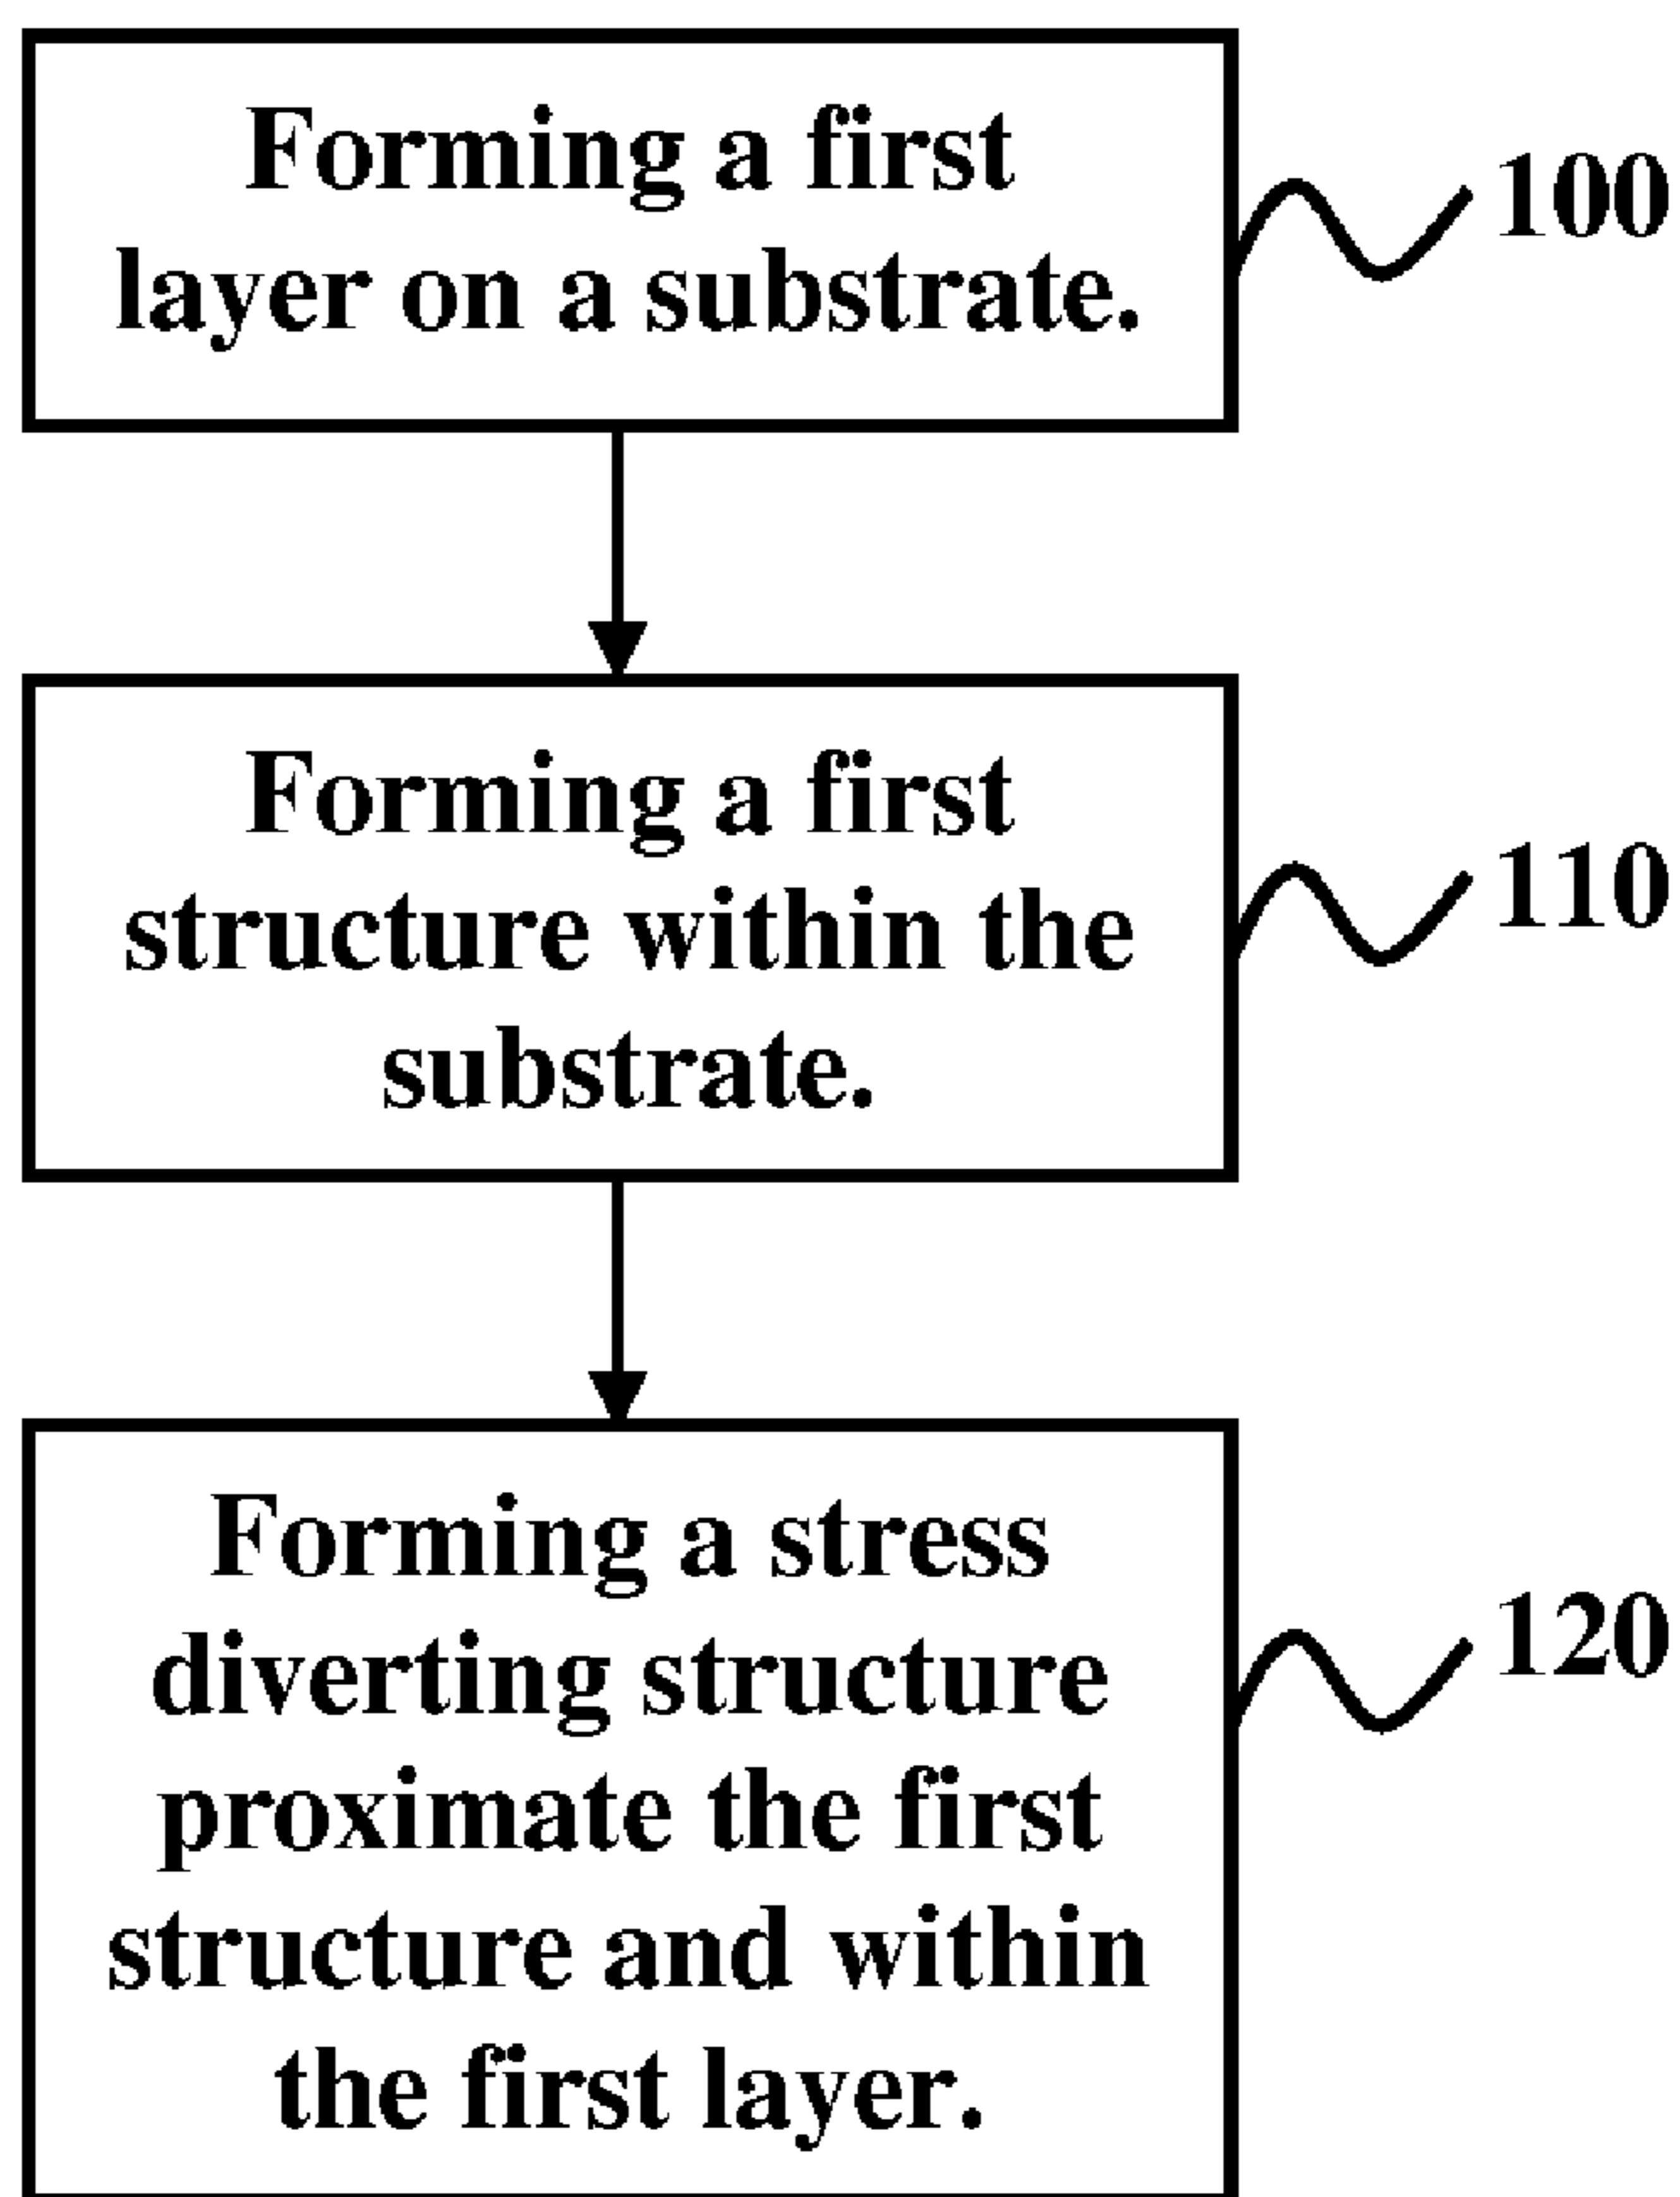 Forming a first
layer on a substrate.
100
Forming a first
structure within the
substrate.
110
Forming a stress
diverting structure
proximate the first
structure and within
the first layer.
120